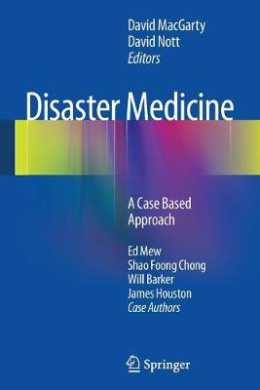 David MacGarty
David Nott
Editors
Disaster Medicine
A Case Based
Approach
Ed Mew
Shao Foong Chong
Will Barker
James Houston
Case Authors
Springer